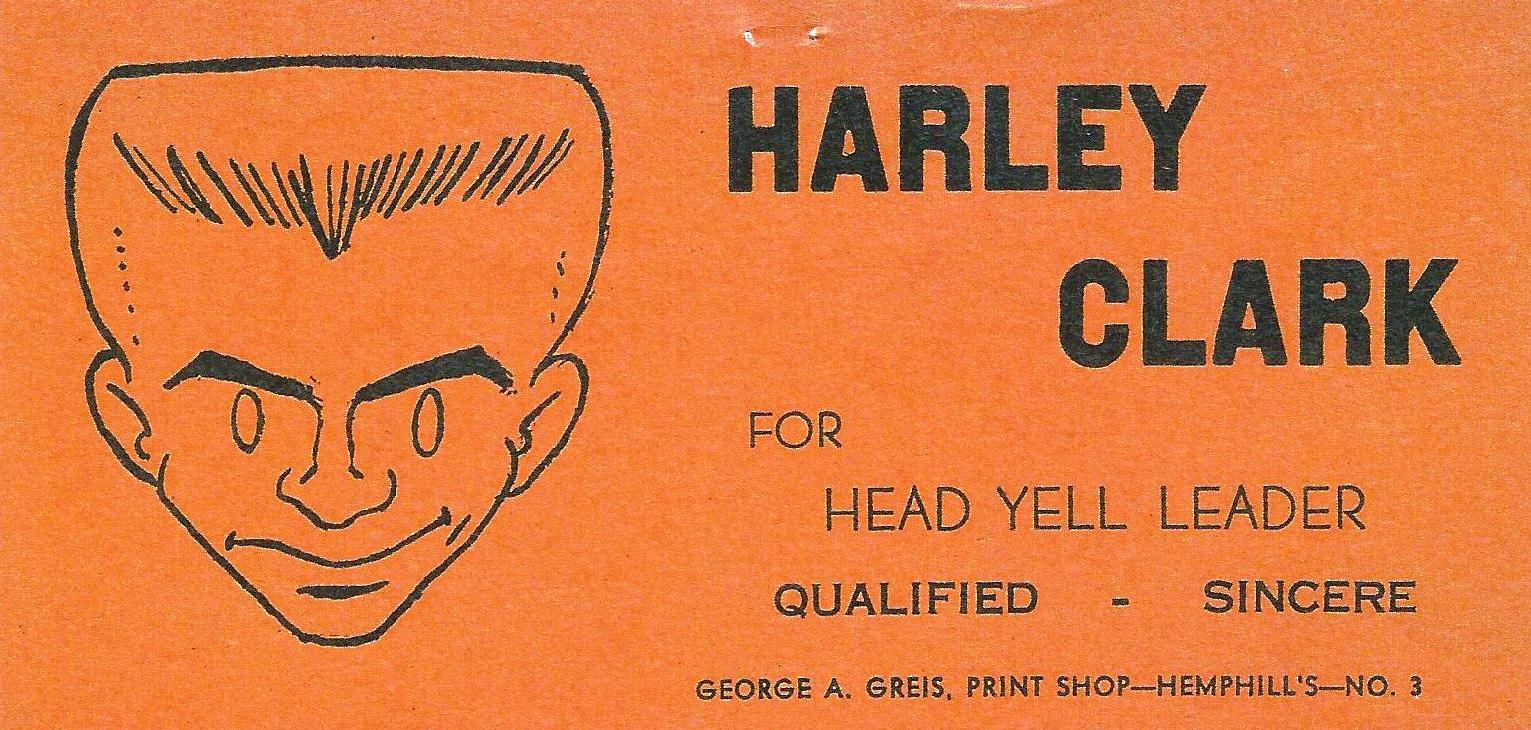 HARLEY
CLARK
FOR
HEAD YELL LEADER
QUALIFIED - SINCERE
GEORGE A. GREIS, PRINT SHOP—HEMPHILL'S—NO. 3